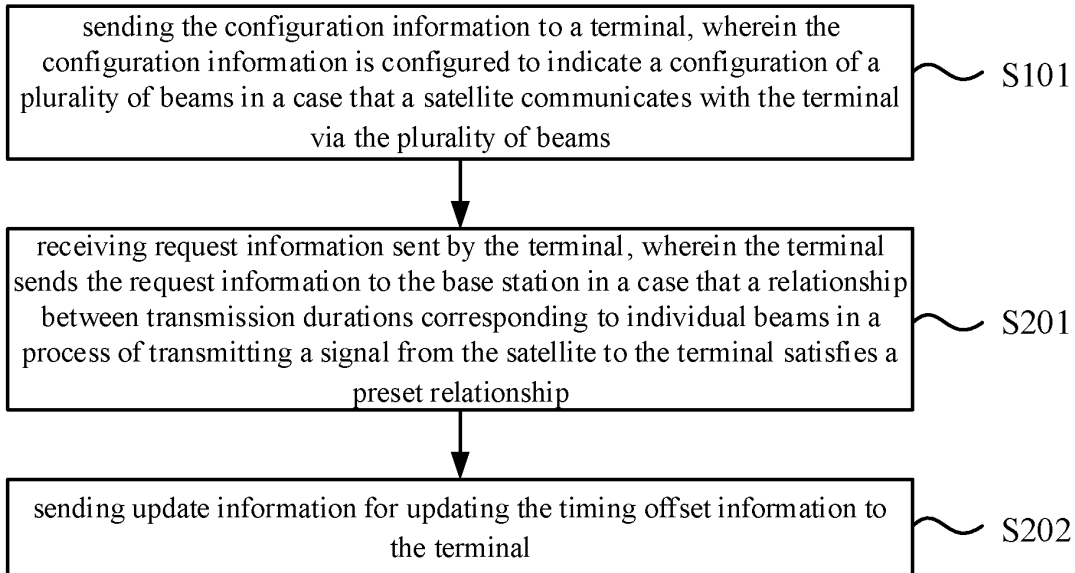 sending the configuration information to a terminal, wherein the
configuration information is configured to indicate a configuration of a
plurality of beams in a case that a satellite communicates with the terminal
via the plurality of beams
S101
receiving request information sent by the terminal, wherein the terminal
sends the request information to the base station in a case that a relationship
between transmission durations corresponding to individual beams in a
process of transmitting a signal from the satellite to the terminal satisfies a
preset relationship
S201
sending update information for updating the timing offset information to
the terminal
S202